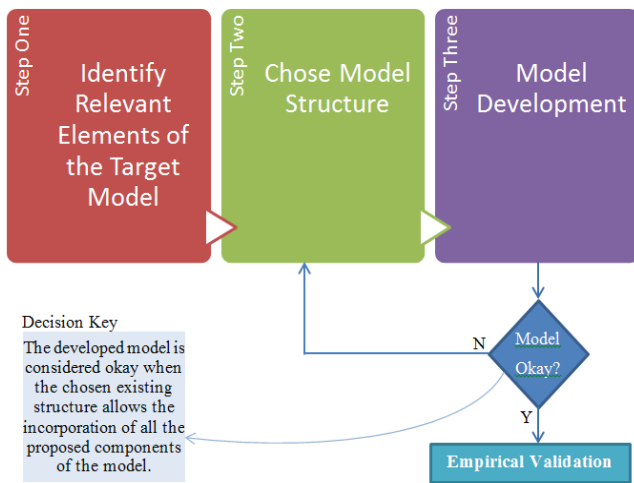 Step One
Identify
Relevant
Elements of
the Target
Model
Step Two
Chose Model
Structure
Step Three
Model
Development
Model
Okay?
N
Y
Decision Key
The developed model is
considered okay when
the chosen existing
structure allows the
incorporation of all the
proposed components
of the model.
Empirical Validation